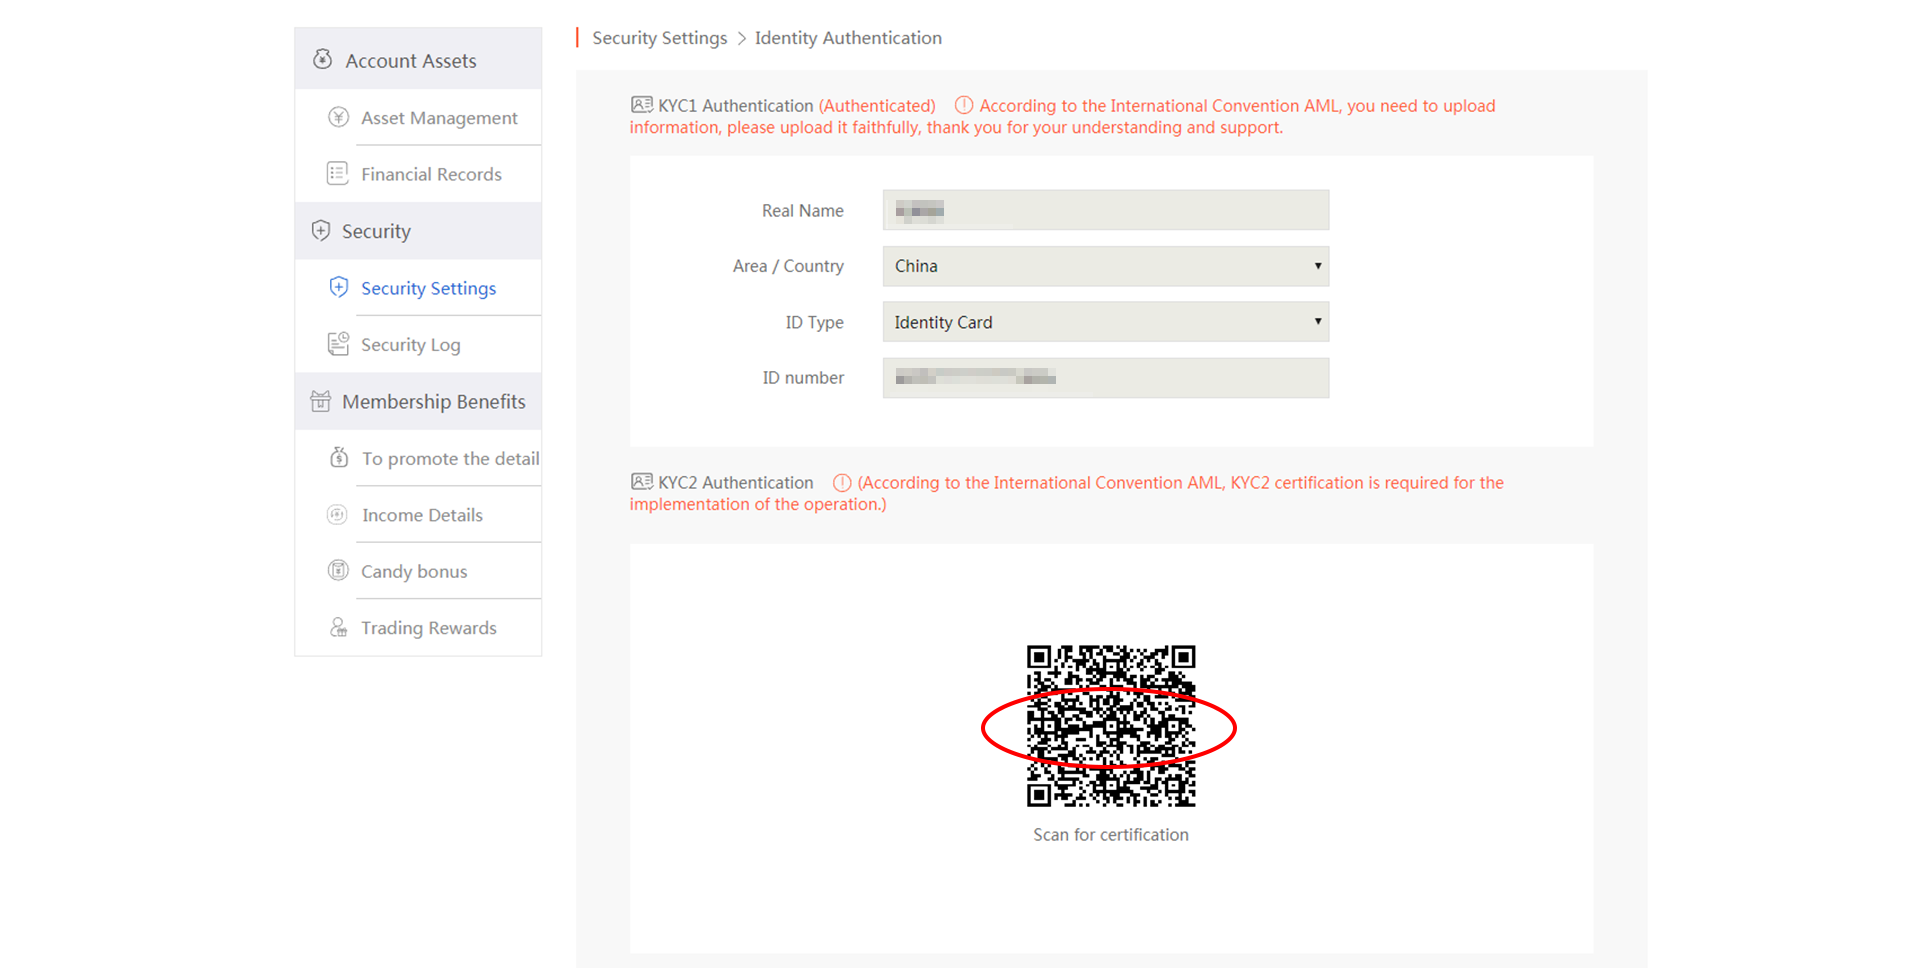 Account Assets
Asset Management
Financial Records
Security
Security Settings
Security Log
Membership Benefits
To promote the detail
Income Details
Candy bonus
Trading Rewards
Security Settings > Identity Authentication
KYC1 Authentication (Authenticated) According to the International Convention AML, you need to upload
information, please upload it faithfully, thank you for your understanding and support.
Real Name
Area / Country China
ID Type Identity Card
ID number
KYC2 Authentication (According to the International Convention AML, KYC2 certification is required for the
implementation of the operation.)
Scan for certification